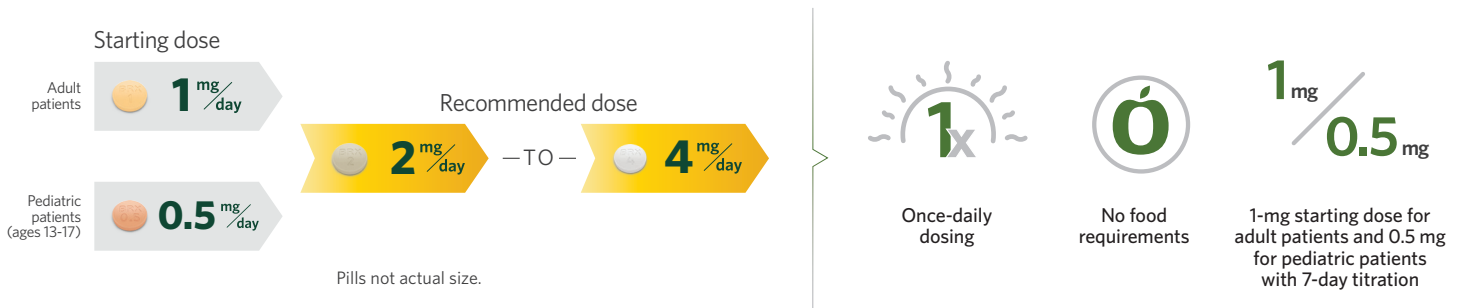 Starting dose
Adult
patients
1 mg/day
Pediatric
patients
(ages 13-17)
0.5 mg/day
Recommended dose
2 mg/day
—TO—
4 mg/day
Pills not actual size.
1x
Once-daily
dosing
0
No food
requirements
1 mg
0.5 mg
1-mg starting dose for
adult patients and 0.5 mg
for pediatric patients
with 7-day titration